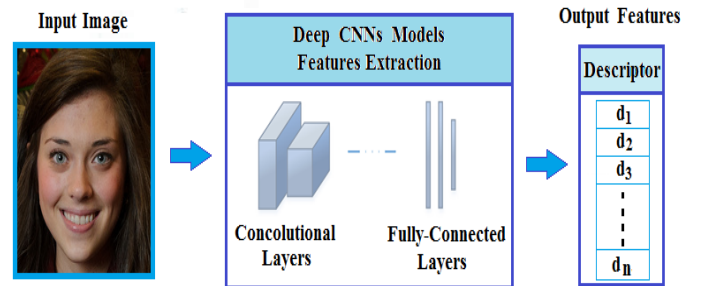 Input Image
Deep CNNs Models
Features Extraction
Concolutional
Layers
Fully-Connected
Layers
Output Features
Descriptor
d1
d2
d3
dn